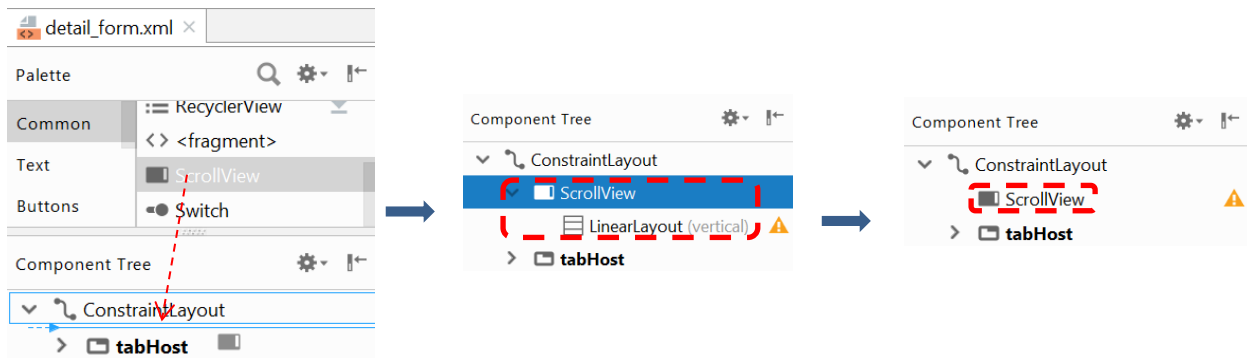 detail_form.xml
Palette
RecyclerView
Common
<fragment>
Text
ScrollView
Buttons
Switch
Component Tree
ConstraintLayout
tabHost
Component Tree
ConstraintLayout
ScrollView
LinearLayout (vertical)
tabHost
Component Tree
ConstraintLayout
ScrollView
tabHost